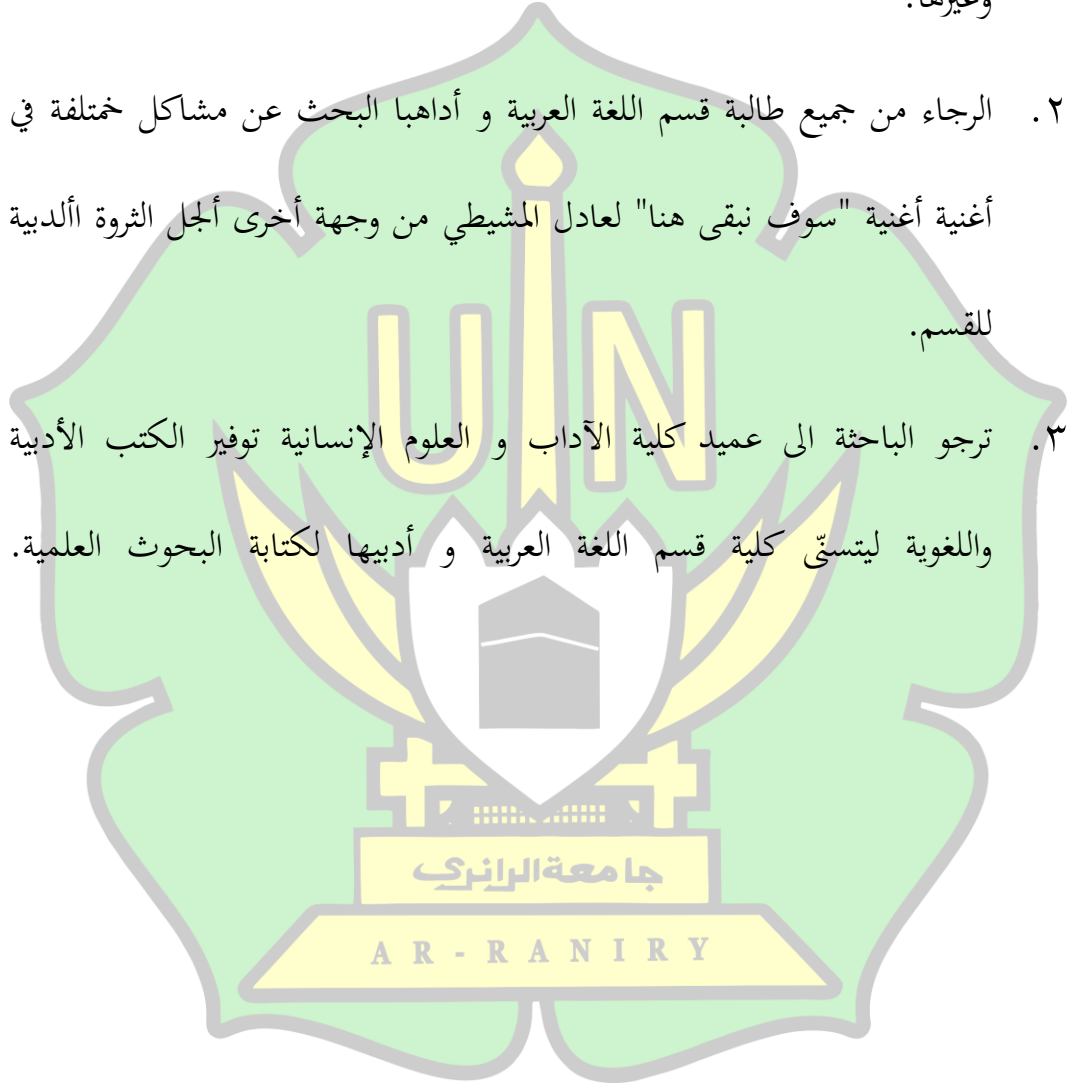 وغيرها.
٢. الرجاء من جميع طالبة قسم اللغة العربية و أداهبا البحث عن مشاكل خمتلفة في
أغنية أغنية "سوف نبقى هنا" لعادل المشيطي من وجهة أخرى ألجل الثروة األدبية
للقسم.
٣. ترجو الباحثة الى عميد كلية الآداب و العلوم الإنسانية توفير الكتب الأدبية
واللغوية ليتسنّى كلية قسم اللغة العربية و أدبيها لكتابة البحوث العلمية.
UIN
جامعة الرانري
AR-RANIRY